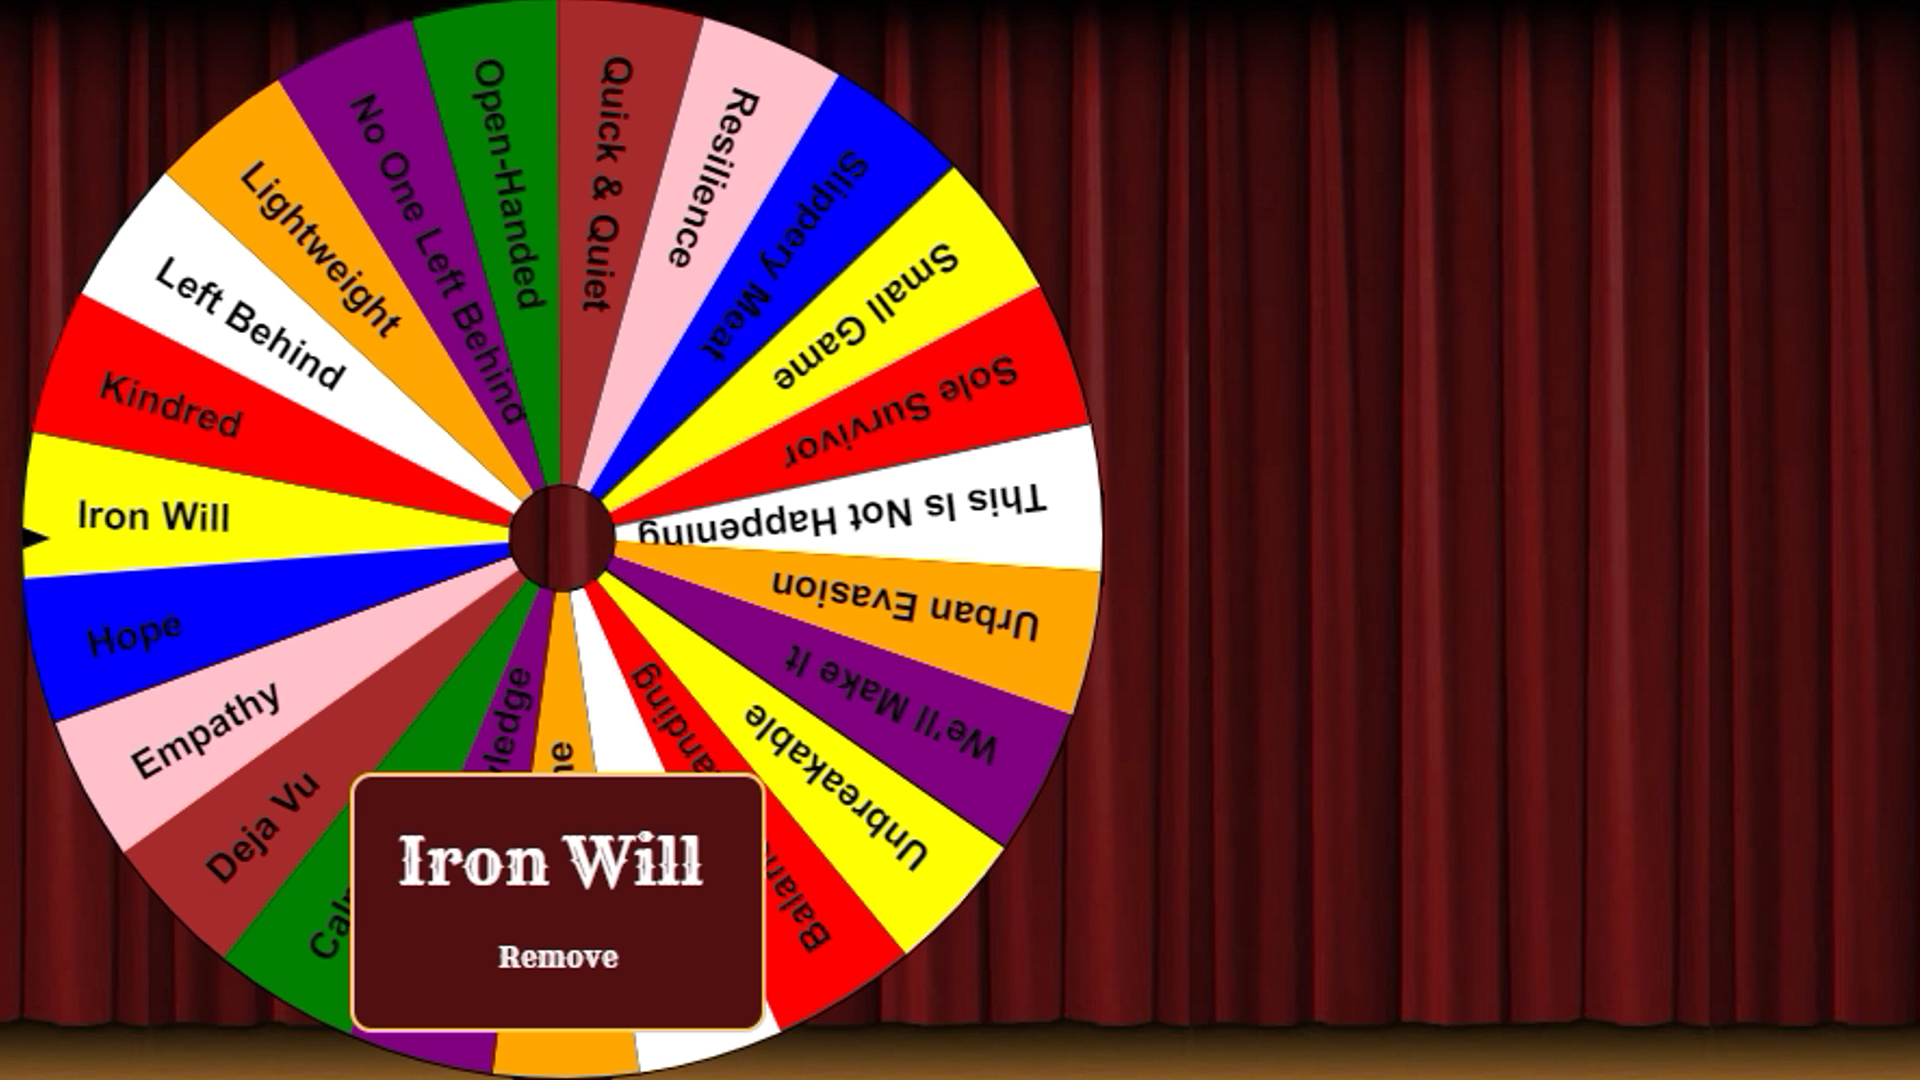 Open-Handed
Quick & Quiet
Resilience
Slippery Meat
Small Game
Sole Survivor
This Is Not Happening
Urban Evasion
We'll Make It
Unbreakable
Deja Vu
Empathy
Hope
Iron Will
Kindred
Left Behind
Lightweight
No One Left Behind
Iron Will
Remove